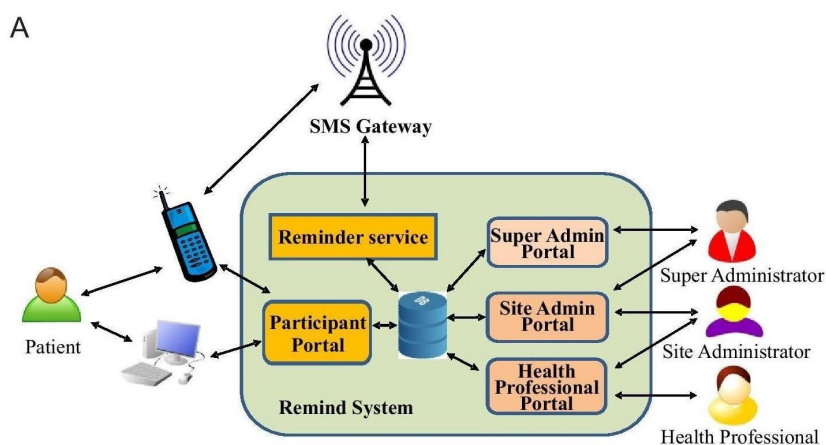 A
SMS Gateway
Reminder service
Super Admin
Portal
Super Administrator
Participant
Portal
Site Admin
Portal
Patient
Site Administrator
Health
Professional
Portal
Remind System
Health Professional